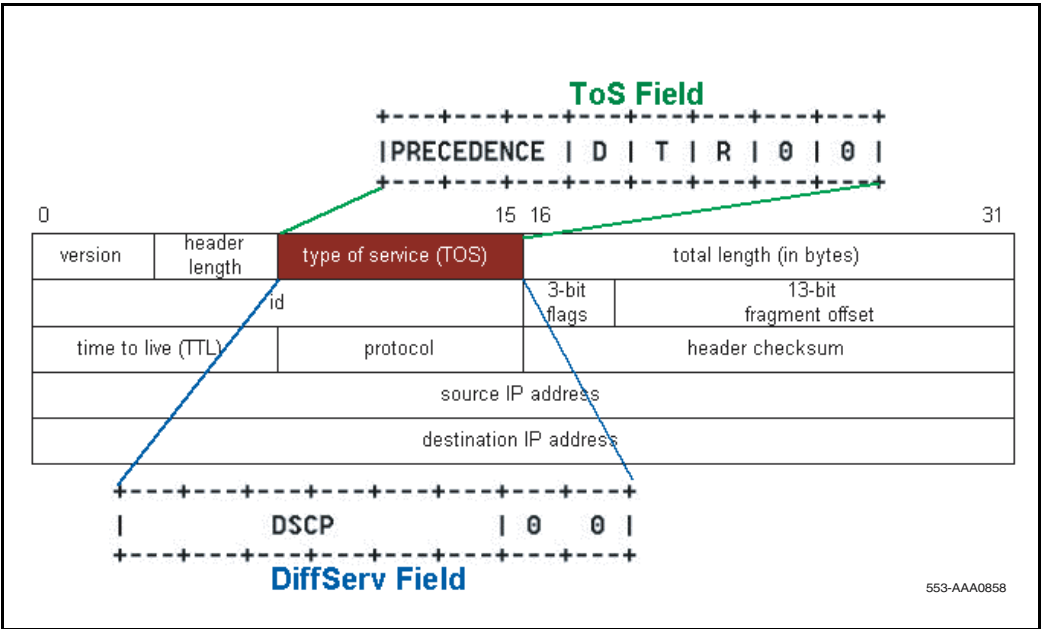 ToS Field
+---+---+---+---+---+---+---+---+
|PRECEDENCE | D | T | R | 0 | 0 |
+---+---+---+---+---+---+---+---+
0 15 16 31
version header length type of service (TOS) total length (in bytes)
id 3-bit flags 13-bit fragment offset
time to live (TTL) protocol header checksum
source IP address
destination IP address
+---+---+---+---+---+---+---+---+
| DSCP | 0 0 |
+---+---+---+---+---+---+---+---+
DiffServ Field
553-AAA0858